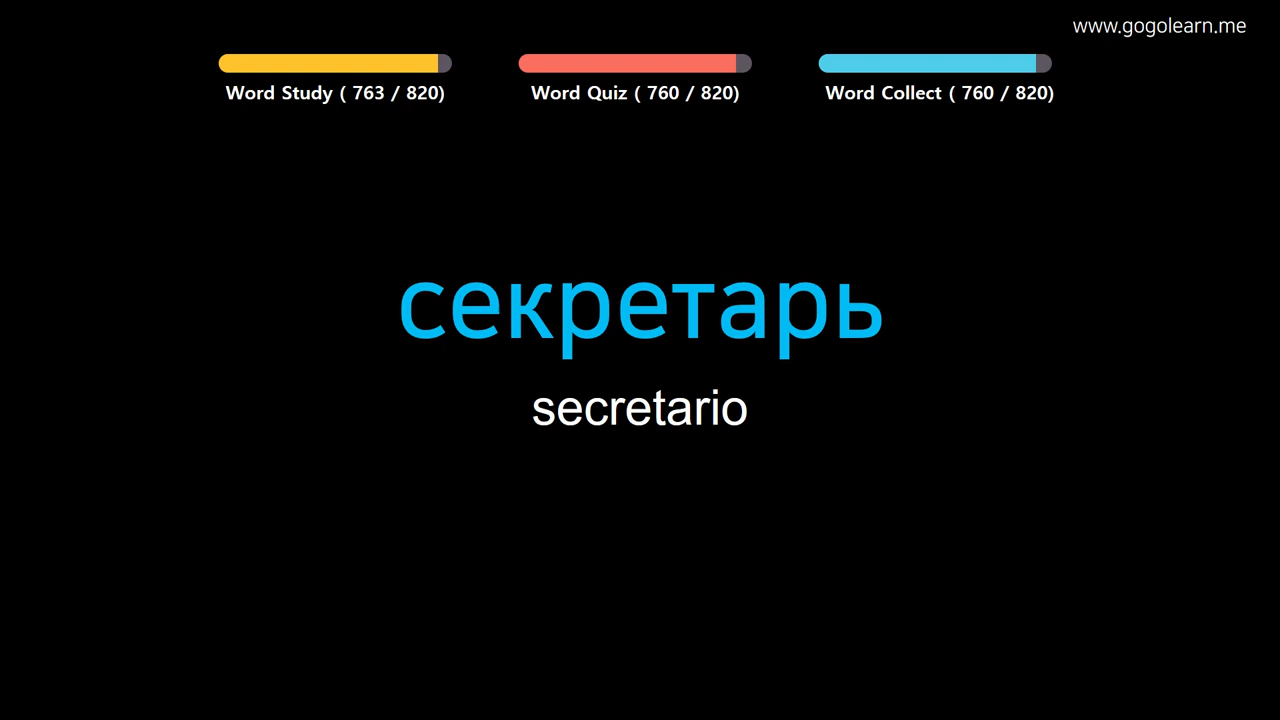 www.gogolearn.me
Word Study ( 763 / 820)
Word Quiz ( 760 / 820)
Word Collect ( 760 / 820)
секретарь
secretario